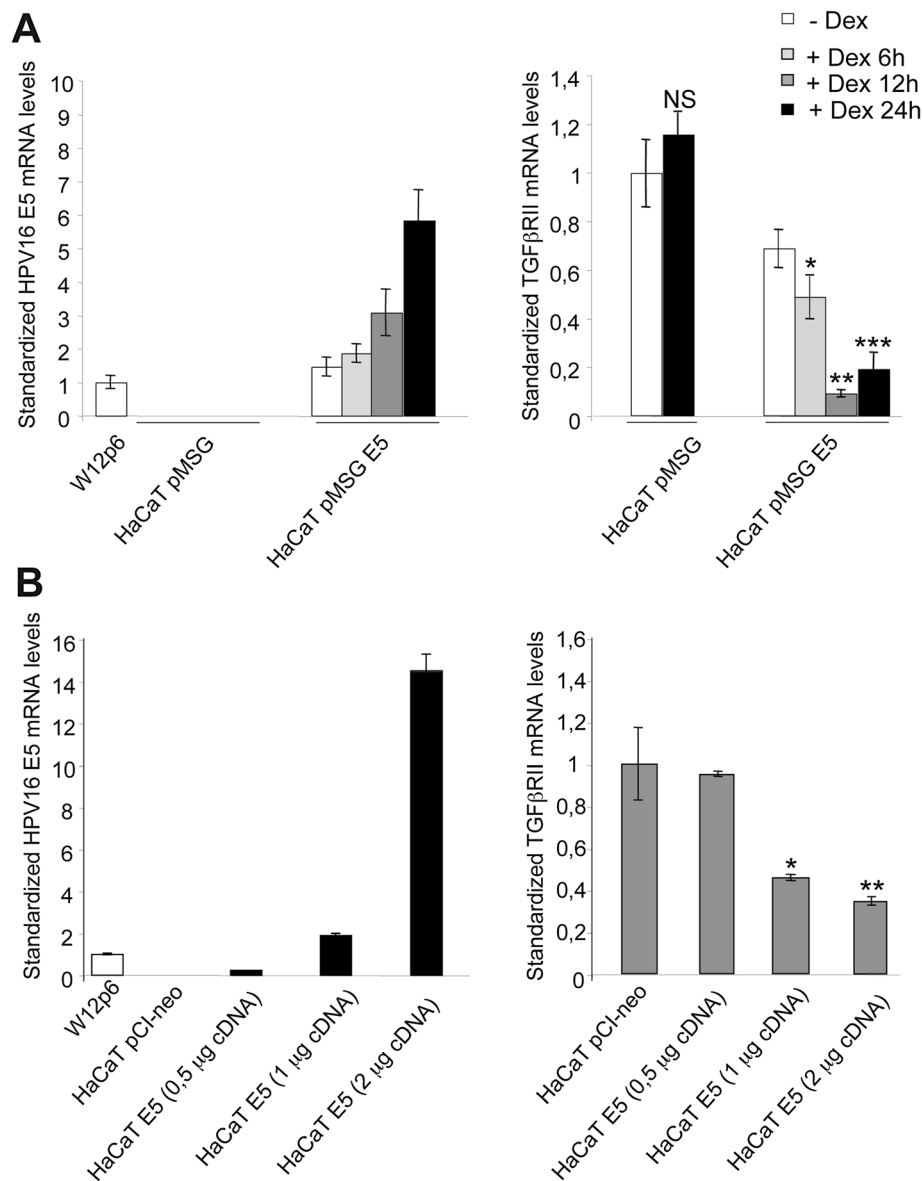 A
- Dex
+ Dex 6h
+ Dex 12h
+ Dex 24h
Standardized HPV16 E5 mRNA levels
10
9
8
7
6
5
4
3
2
1
0
W12p6
HaCaT pMSG
HaCaT pMSG E5
Standardized TGFβRII mRNA levels
1,4
1,2
1
0,8
0,6
0,4
0,2
0
NS
*
**
***
HaCaT pMSG
HaCaT pMSG E5
B
Standardized HPV16 E5 mRNA levels
16
14
12
10
8
6
4
2
0
W12p6
HaCaT pCI-neo
HaCaT E5 (0,5 μg cDNA)
HaCaT E5 (1 μg cDNA)
HaCaT E5 (2 μg cDNA)
Standardized TGFβRII mRNA levels
1,6
1,4
1,2
1
0,8
0,6
0,4
0,2
0
*
**
HaCaT pCI-neo
HaCaT E5 (0,5 μg cDNA)
HaCaT E5 (1 μg cDNA)
HaCaT E5 (2 μg cDNA)